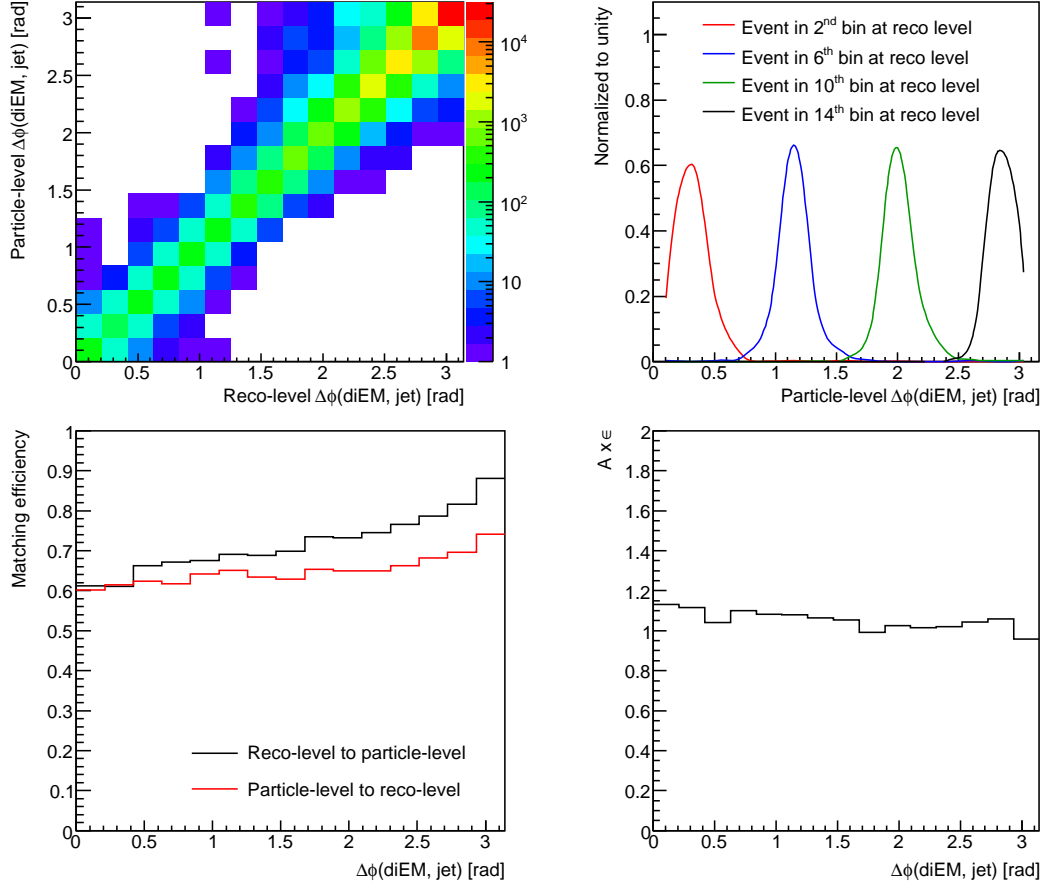 Particle-level Δϕ(diEM, jet) [rad]
3
2.5
2
1.5
1
0.5
0
0 0.5 1 1.5 2 2.5 3
Reco-level Δϕ(diEM, jet) [rad]
10^4
10^3
10^2
10
1
Normalized to unity
1
0.8
0.6
0.4
0.2
0
0 0.5 1 1.5 2 2.5 3
Particle-level Δϕ(diEM, jet) [rad]
Event in 2nd bin at reco level
Event in 6th bin at reco level
Event in 10th bin at reco level
Event in 14th bin at reco level
Matching efficiency
1
0.9
0.8
0.7
0.6
0.5
0.4
0.3
0.2
0.1
0
Reco-level to particle-level
Particle-level to reco-level
0 0.5 1 1.5 2 2.5 3
Δϕ(diEM, jet) [rad]
A x ∈
2
1.8
1.6
1.4
1.2
1
0.8
0.6
0.4
0.2
0
0 0.5 1 1.5 2 2.5 3
Δϕ(diEM, jet) [rad]